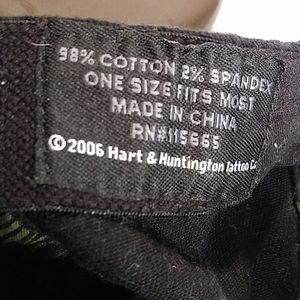 98% COTTON 2% SPANDEX
ONE SIZE FITS MOST
MADE IN CHINA
RN#115665
©2006 Hart & Huntington Tattoo Co